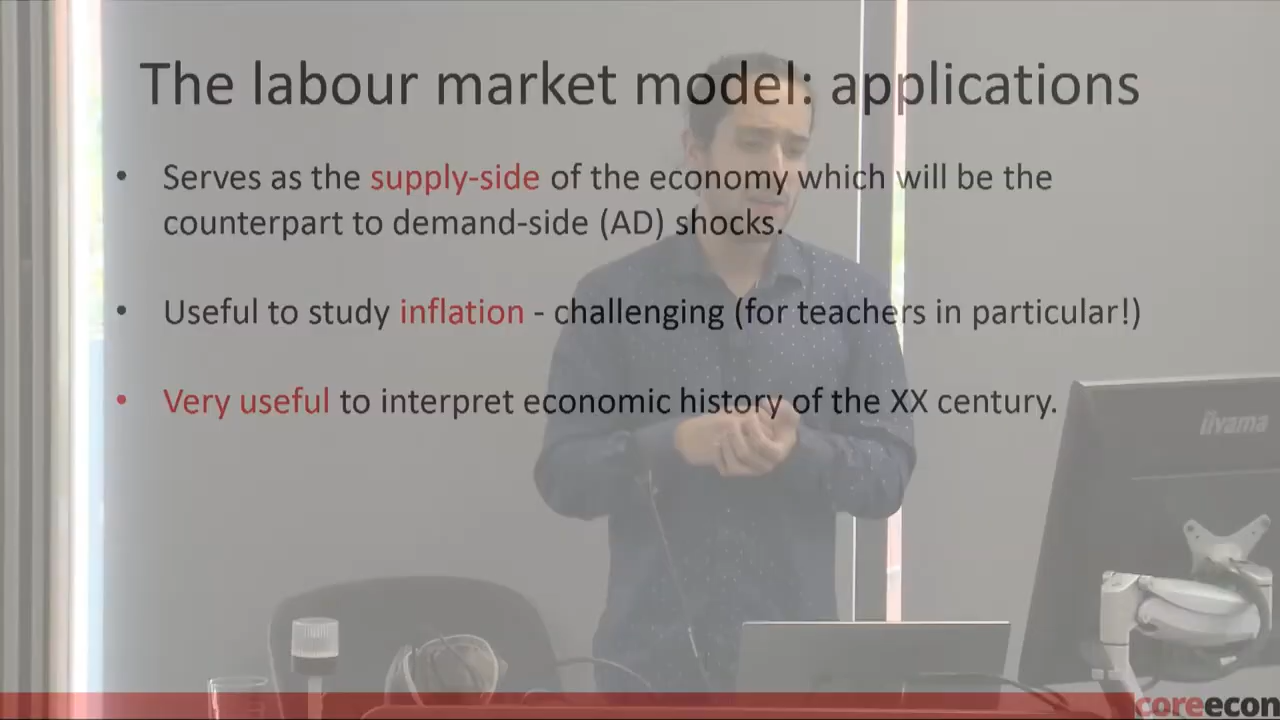 The labour market model: applications
• Serves as the supply-side of the economy which will be the
counterpart to demand-side (AD) shocks.
• Useful to study inflation - challenging (for teachers in particular!)
• Very useful to interpret economic history of the XX century.
iiyama
coreecon